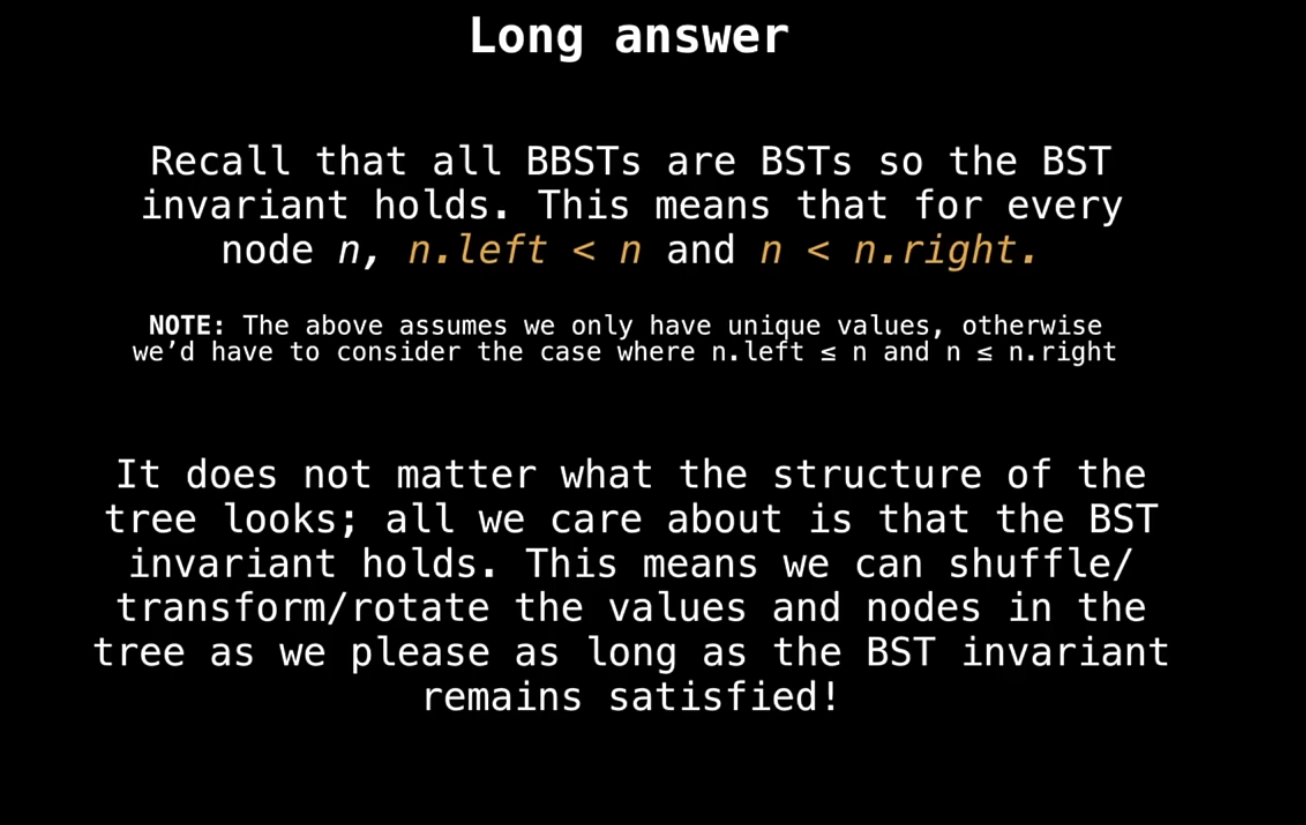 Long answer
Recall that all BBSTs are BSTs so the BST
invariant holds. This means that for every
node n, n.left < n and n < n.right.
NOTE: The above assumes we only have unique values, otherwise
we’d have to consider the case where n.left ≤ n and n ≤ n.right
It does not matter what the structure of the
tree looks; all we care about is that the BST
invariant holds. This means we can shuffle/
transform/rotate the values and nodes in the
tree as we please as long as the BST invariant
remains satisfied!